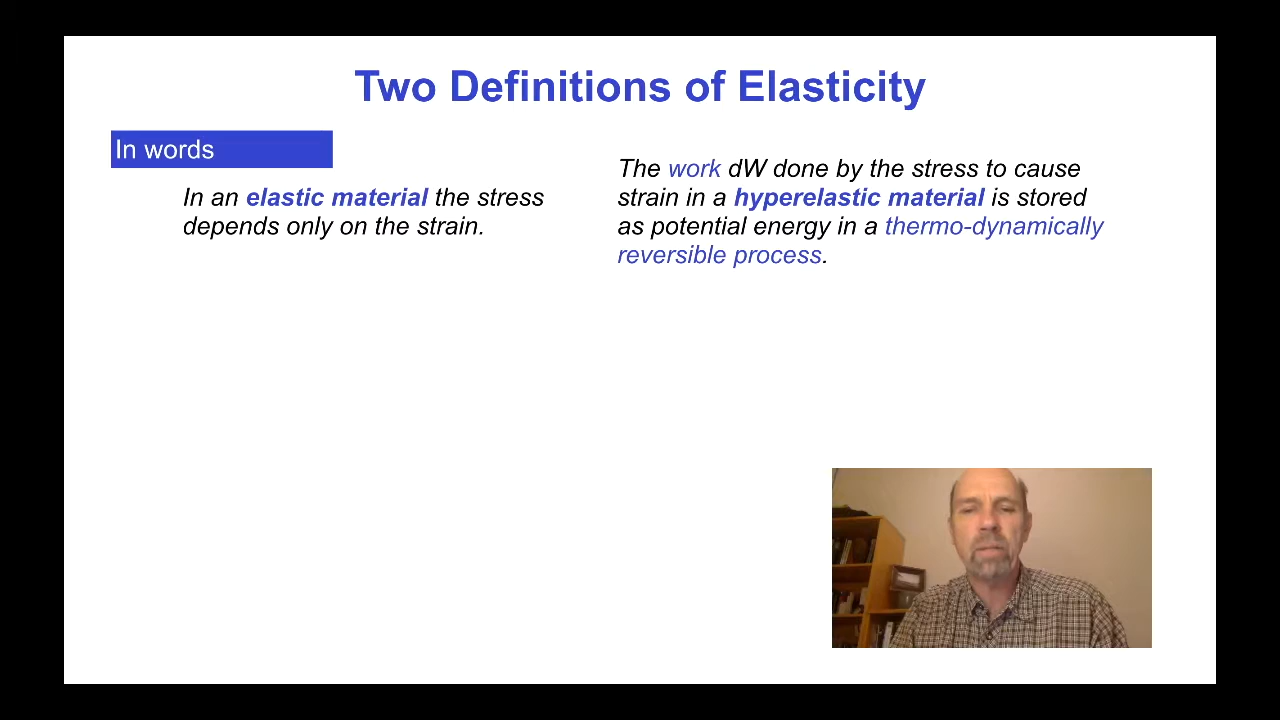 Two Definitions of Elasticity
In words
In an elastic material the stress
depends only on the strain.
The work dW done by the stress to cause
strain in a hyperelastic material is stored
as potential energy in a thermo-dynamically
reversible process.